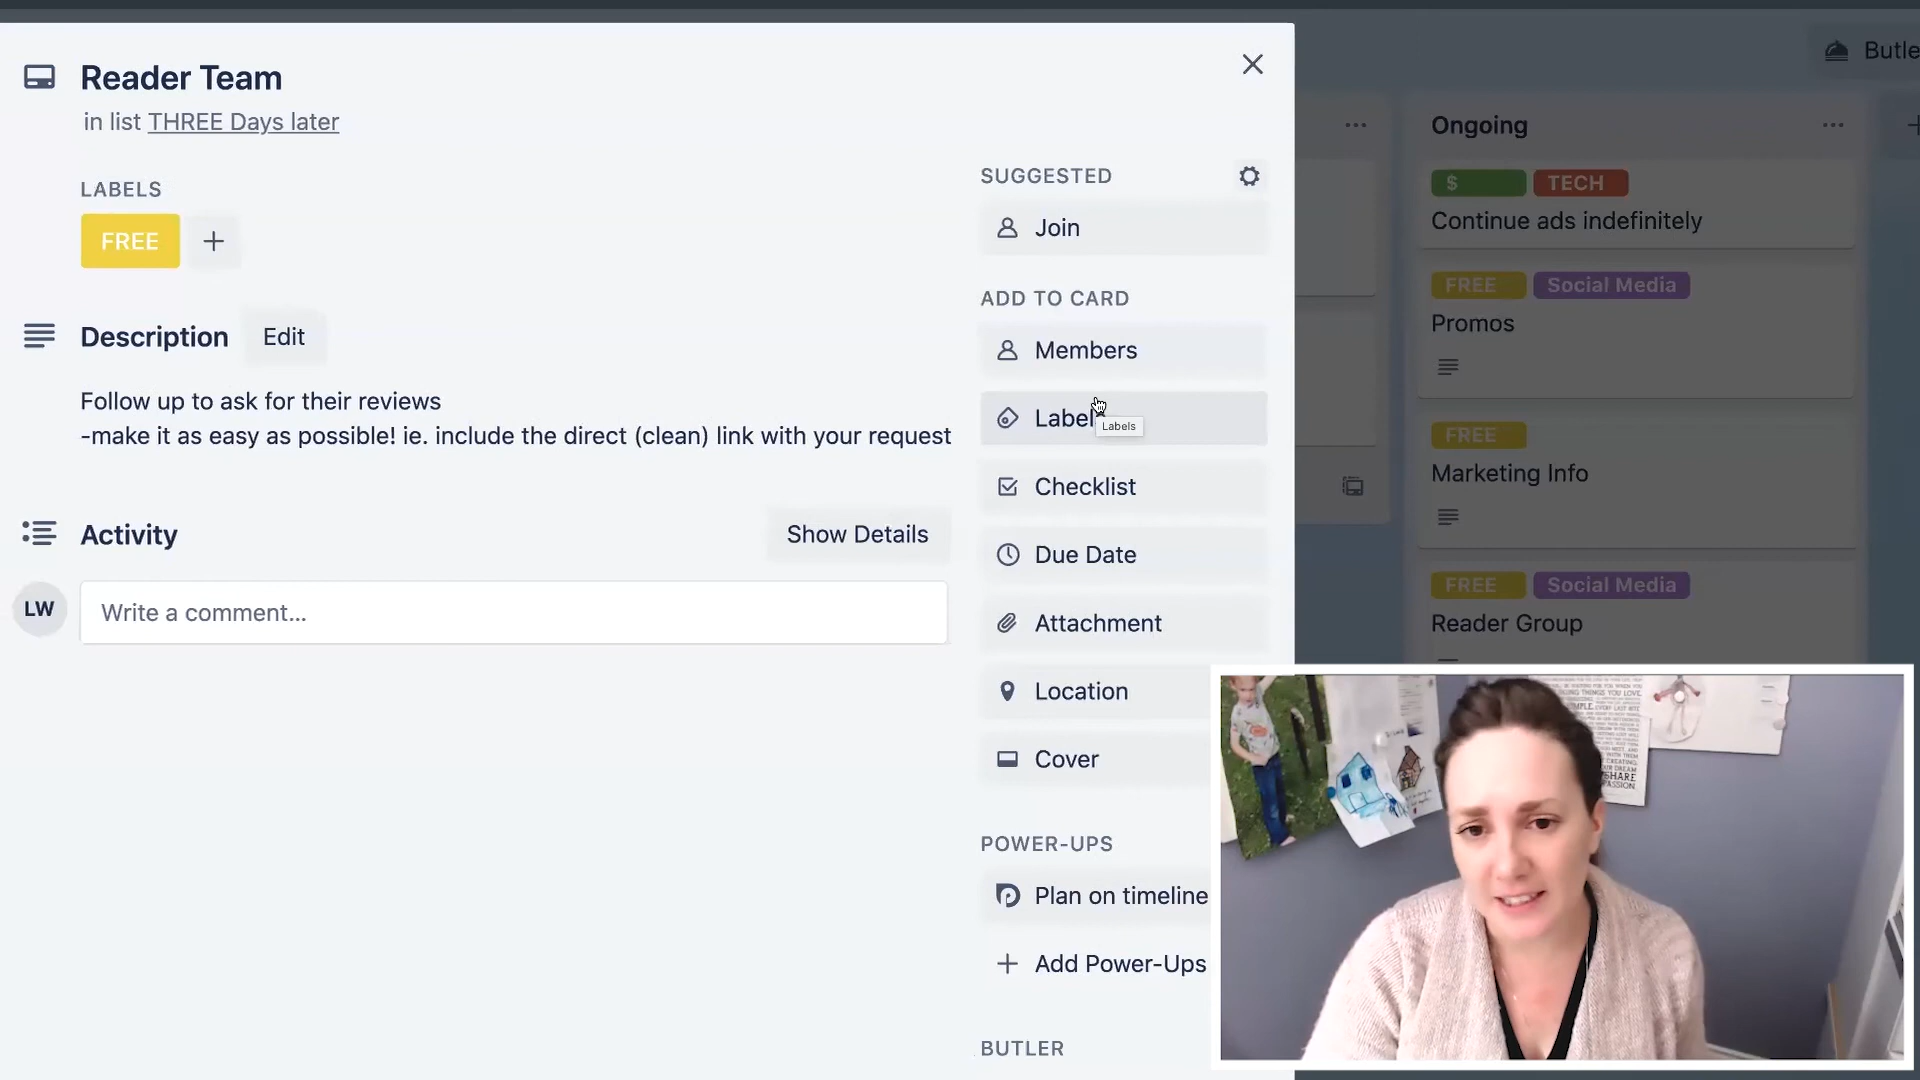 Butle
Reader Team
in list THREE Days later
LABELS
FREE
Description
Edit
Follow up to ask for their reviews
-make it as easy as possible! ie. include the direct (clean) link with your request
Activity
Show Details
LW
Write a comment...
SUGGESTED
Join
ADD TO CARD
Members
Label
Labels
Checklist
Due Date
Attachment
Location
Cover
POWER-UPS
Plan on timeline
Add Power-Ups
BUTLER
Ongoing
$ TECH
Continue ads indefinitely
FREE Social Media
Promos
FREE
Marketing Info
FREE Social Media
Reader Group
SHARE